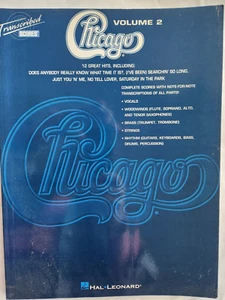 Transcribed
SCORES
VOLUME 2
Chicago
12 GREAT HITS, INCLUDING:
DOES ANYBODY REALLY KNOW WHAT TIME IT IS?, (I'VE BEEN) SEARCHIN' SO LONG,
JUST YOU 'N' ME, NO TELL LOVER, SATURDAY IN THE PARK
COMPLETE SCORES WITH NOTE-FOR-NOTE
TRANSCRIPTIONS OF ALL PARTS!
• VOCALS
• WOODWINDS (FLUTE, SOPRANO, ALTO,
AND TENOR SAXOPHONES)
• BRASS (TRUMPET, TROMBONE)
• STRINGS
• RHYTHM (GUITARS, KEYBOARDS, BASS,
DRUMS, PERCUSSION)
Chicago
HAL•LEONARD®